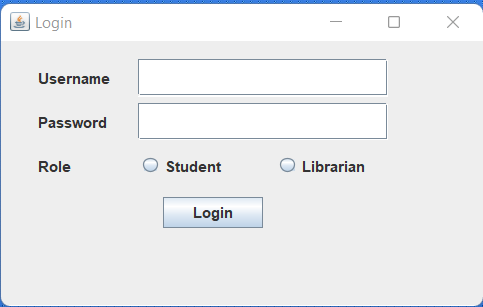 Login
Username
Password
Role Student Librarian
Login